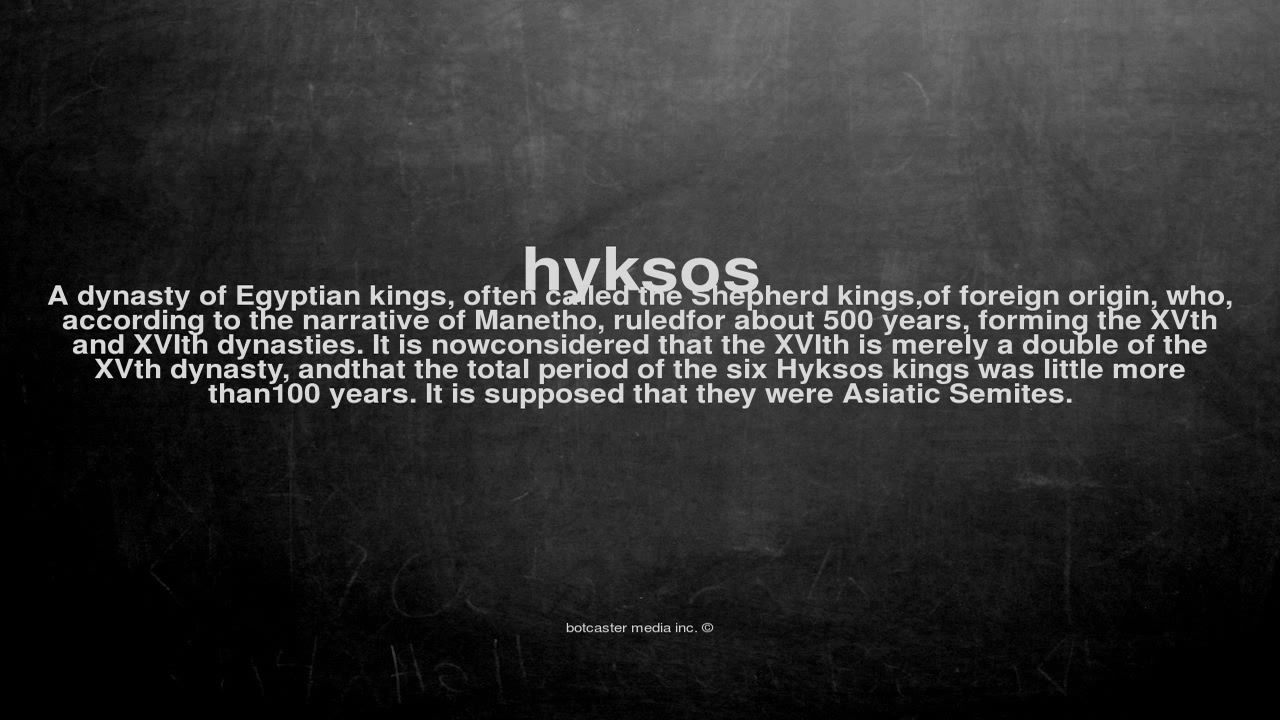 hyksos
A dynasty of Egyptian kings, often called the Shepherd kings,of foreign origin, who,
according to the narrative of Manetho, ruledfor about 500 years, forming the XVth
and XVIth dynasties. It is nowconsidered that the XVIth is merely a double of the
XVth dynasty, andthat the total period of the six Hyksos kings was little more
than100 years. It is supposed that they were Asiatic Semites.
botcaster media inc. ©